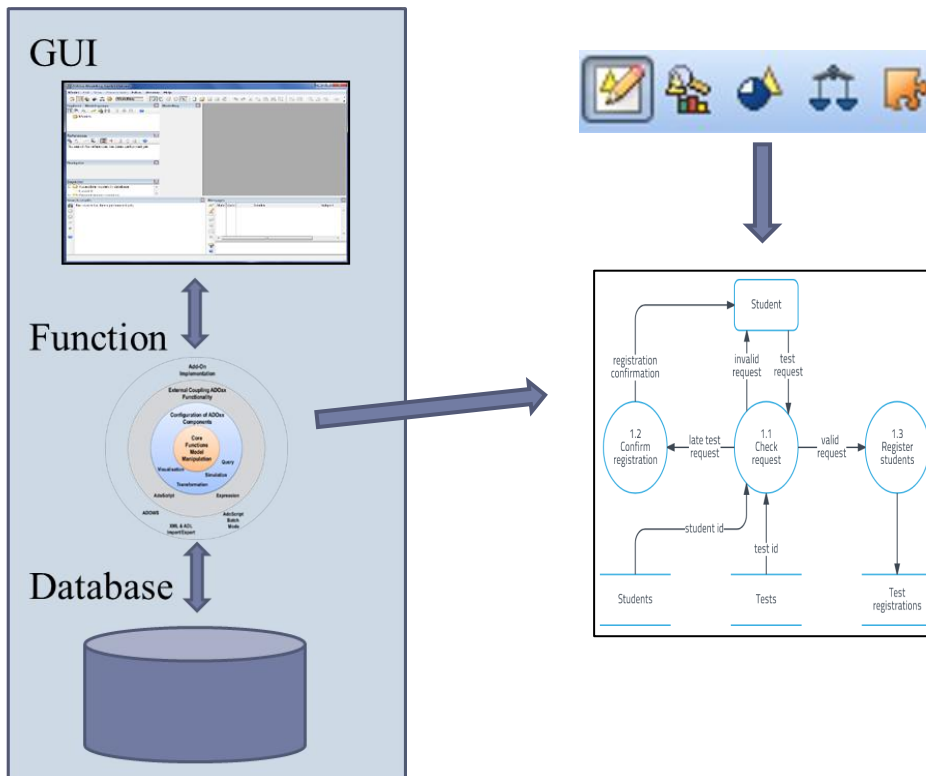 GUI
Function
Add-On
Implementation
External Coupling ADOxx
Functionality
Configuration of ADOxx
Components
Core
Functions
Model
Manipulation
Query
Visualisation
Simulation
Transformation
AdoScript
Expression
ADOWS
AdoScript
Batch
Mode
XML & ADL
Import/Export
Database
Student
registration
confirmation
invalid
request
test
request
1.2
Confirm
registration
late test
request
1.1
Check
request
valid
request
1.3
Register
students
student id
test id
Students
Tests
Test
registrations